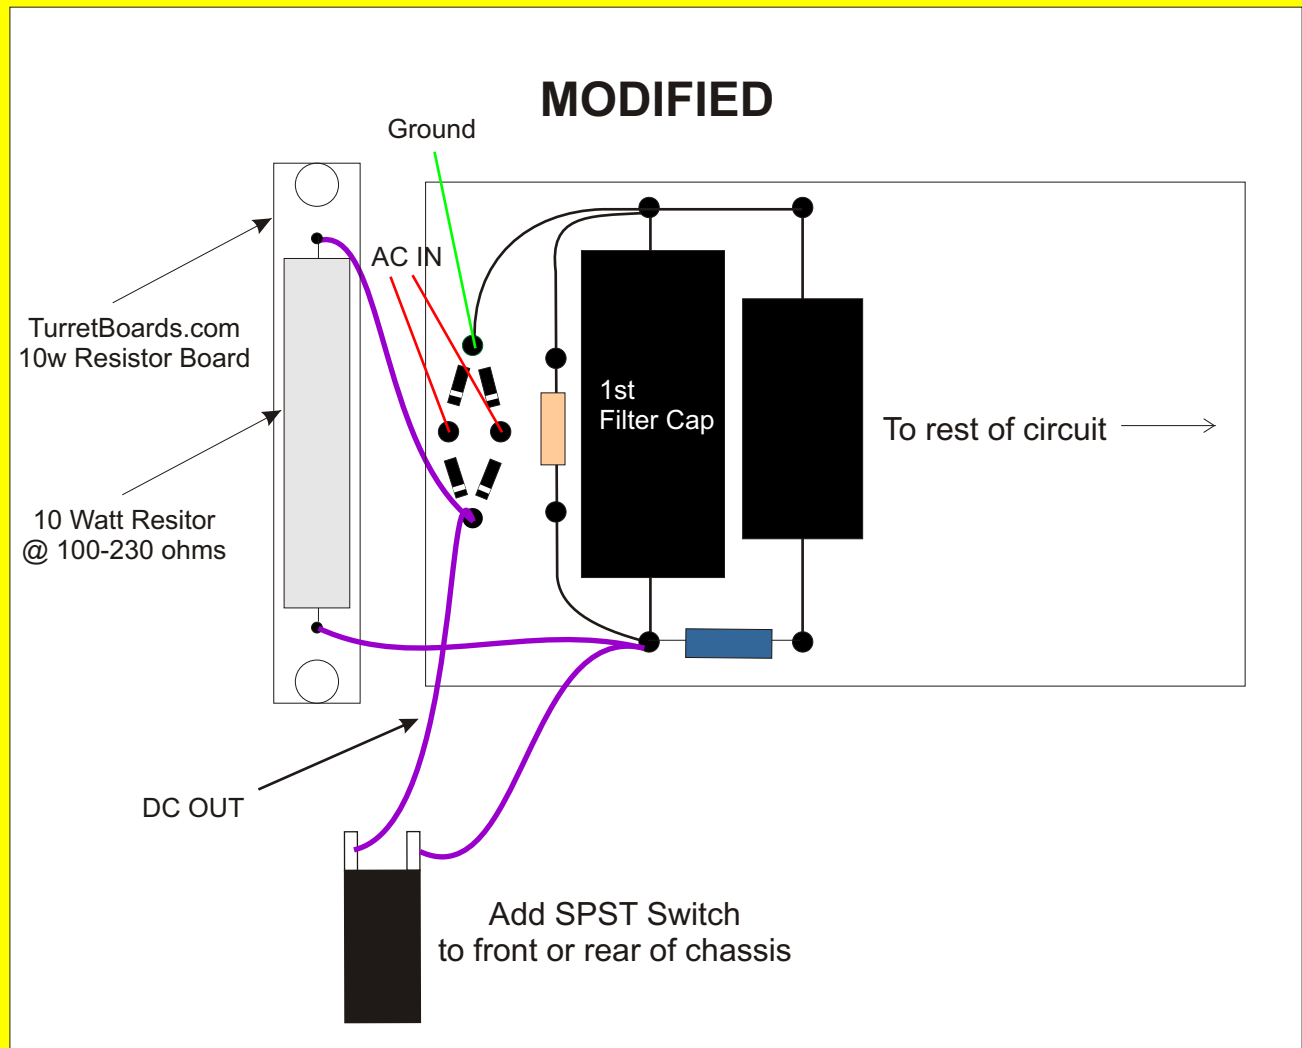 MODIFIED
Ground
AC IN
TurretBoards.com
10w Resistor Board
1st
Filter Cap
To rest of circuit
10 Watt Resitor
@ 100-230 ohms
DC OUT
Add SPST Switch
to front or rear of chassis